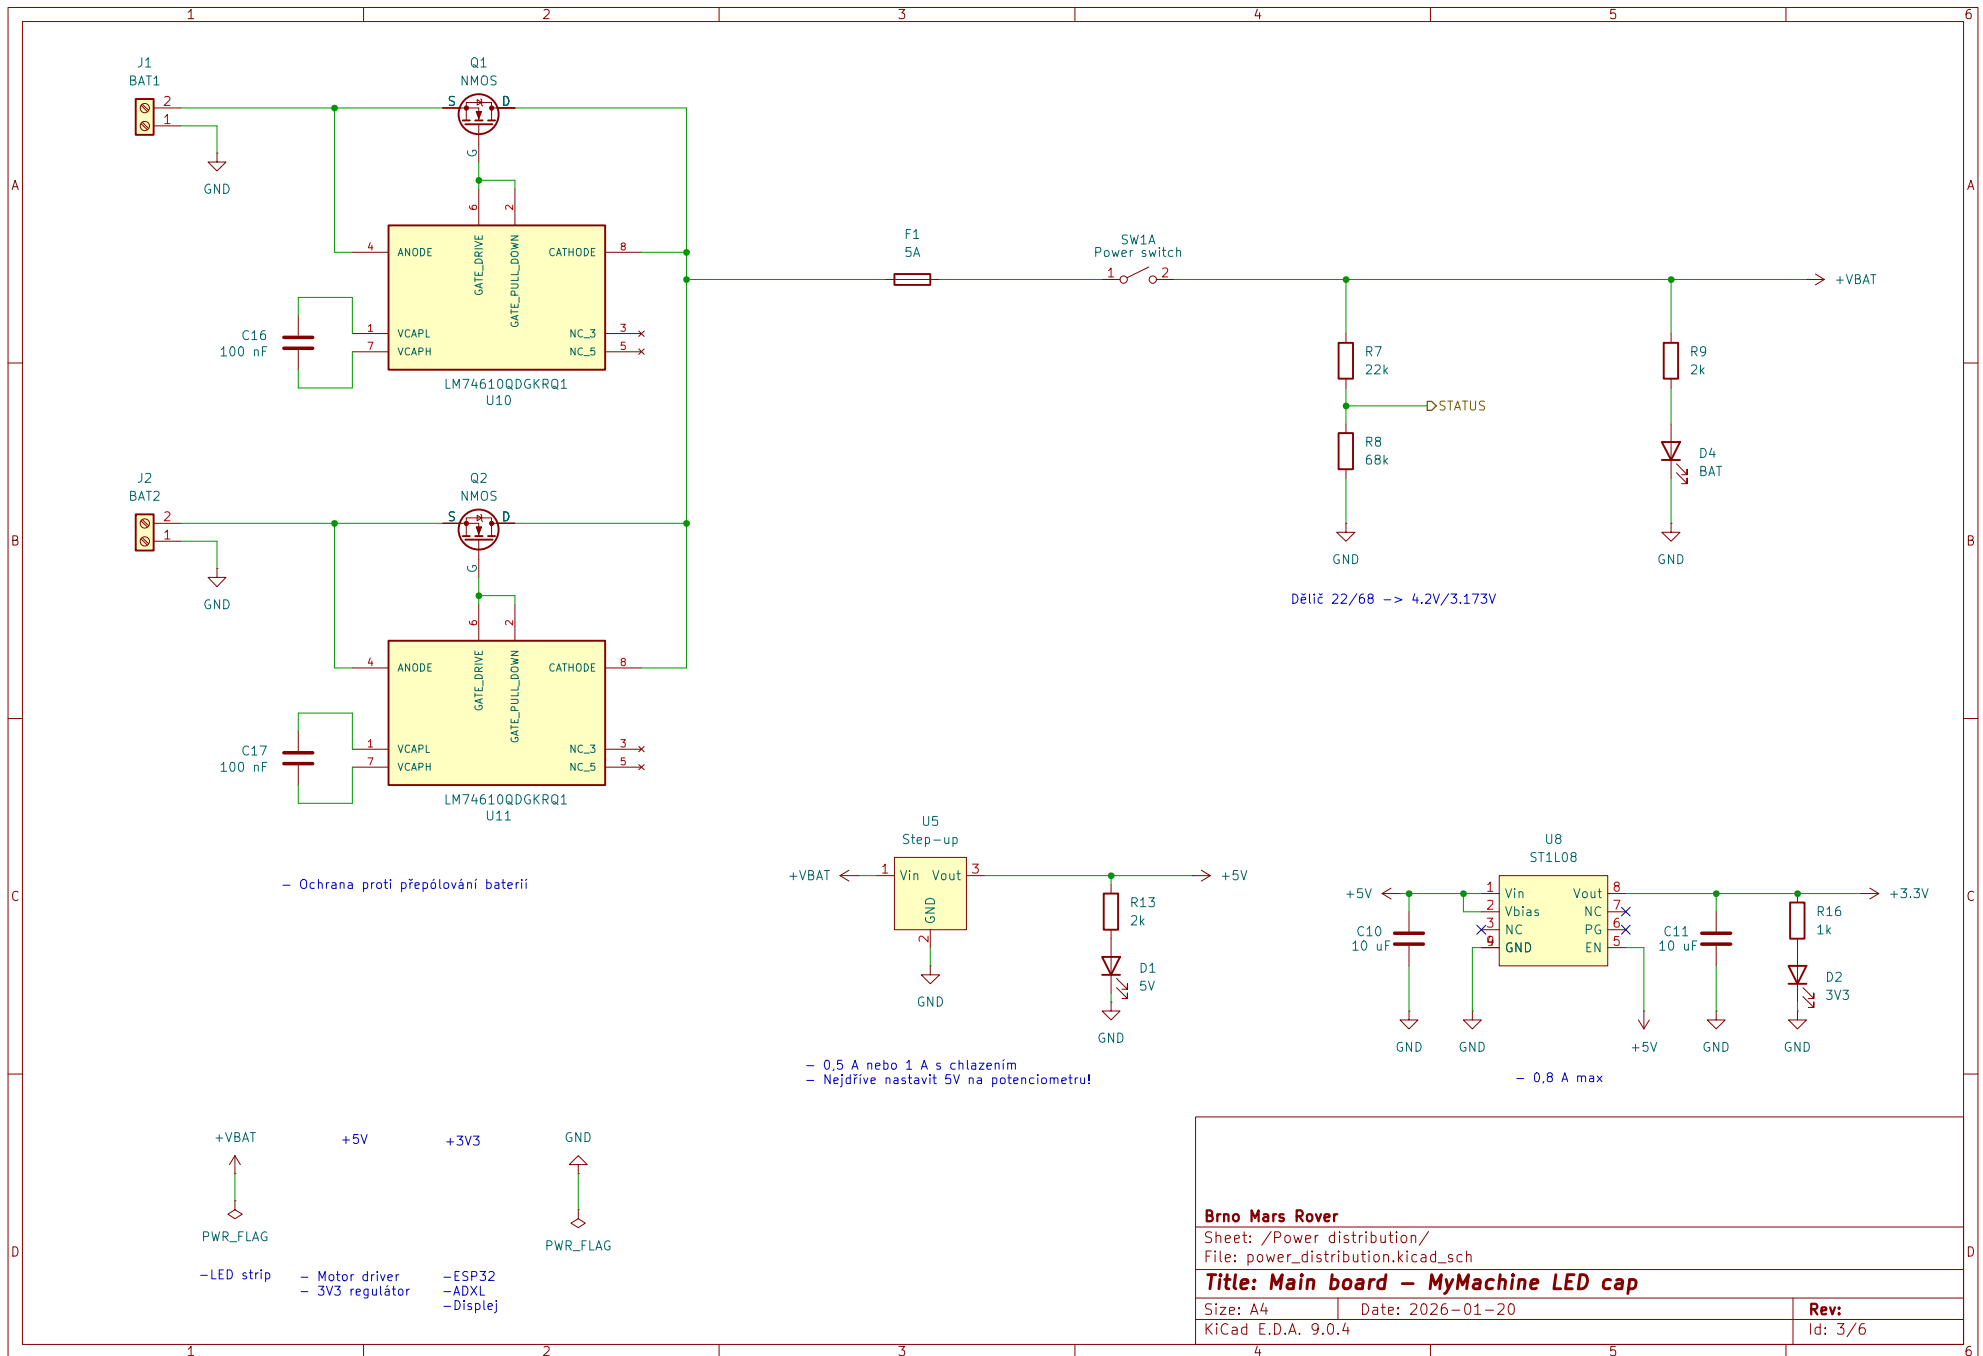 1 2 3 4 5 6
J1
BAT1
2
1
GND
Q1
NMOS
S D
G
6 2
4 ANODE GATE_DRIVE GATE_PULL_DOWN CATHODE 8
1 VCAPL NC_3 3
7 VCAPH NC_5 5
C16
100 nF
LM74610QDGKRQ1
U10
A A
F1
5A
SW1A
Power switch
1 2
+VBAT
R7
22k
STATUS
R8
68k
GND
R9
2k
D4
BAT
GND
Dělič 22/68 -> 4.2V/3.173V
J2
BAT2
2
1
GND
Q2
NMOS
S D
G
6 2
4 ANODE GATE_DRIVE GATE_PULL_DOWN CATHODE 8
1 VCAPL NC_3 3
7 VCAPH NC_5 5
C17
100 nF
LM74610QDGKRQ1
U11
B B
- Ochrana proti přepólování baterií
U5
Step-up
+VBAT 1 Vin Vout 3 +5V
GND
2
GND
R13
2k
D1
5V
GND
- 0,5 A nebo 1 A s chlazením
- Nejdříve nastavit 5V na potenciometru!
U8
ST1L08
+5V 1 Vin Vout 8 +3.3V
2 Vbias NC 7
3 NC PG 6
GND EN 5
C10
10 uF
C11
10 uF
R16
1k
D2
3V3
GND GND +5V GND GND
- 0,8 A max
C C
+VBAT +5V +3V3 GND
PWR_FLAG PWR_FLAG
-LED strip
- Motor driver
- 3V3 regulátor
-ESP32
-ADXL
-Displej
D D
Brno Mars Rover
Sheet: /Power distribution/
File: power_distribution.kicad_sch
Title: Main board - MyMachine LED cap
Size: A4 Date: 2026-01-20 Rev:
KiCad E.D.A. 9.0.4 Id: 3/6
1 2 3 4 5 6